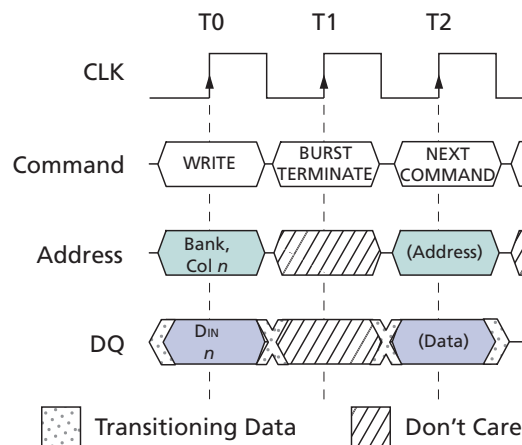 T0 T1 T2
CLK
Command WRITE BURST TERMINATE NEXT COMMAND
Address Bank, Col n (Address)
DQ DIN n (Data)
Transitioning Data Don't Care